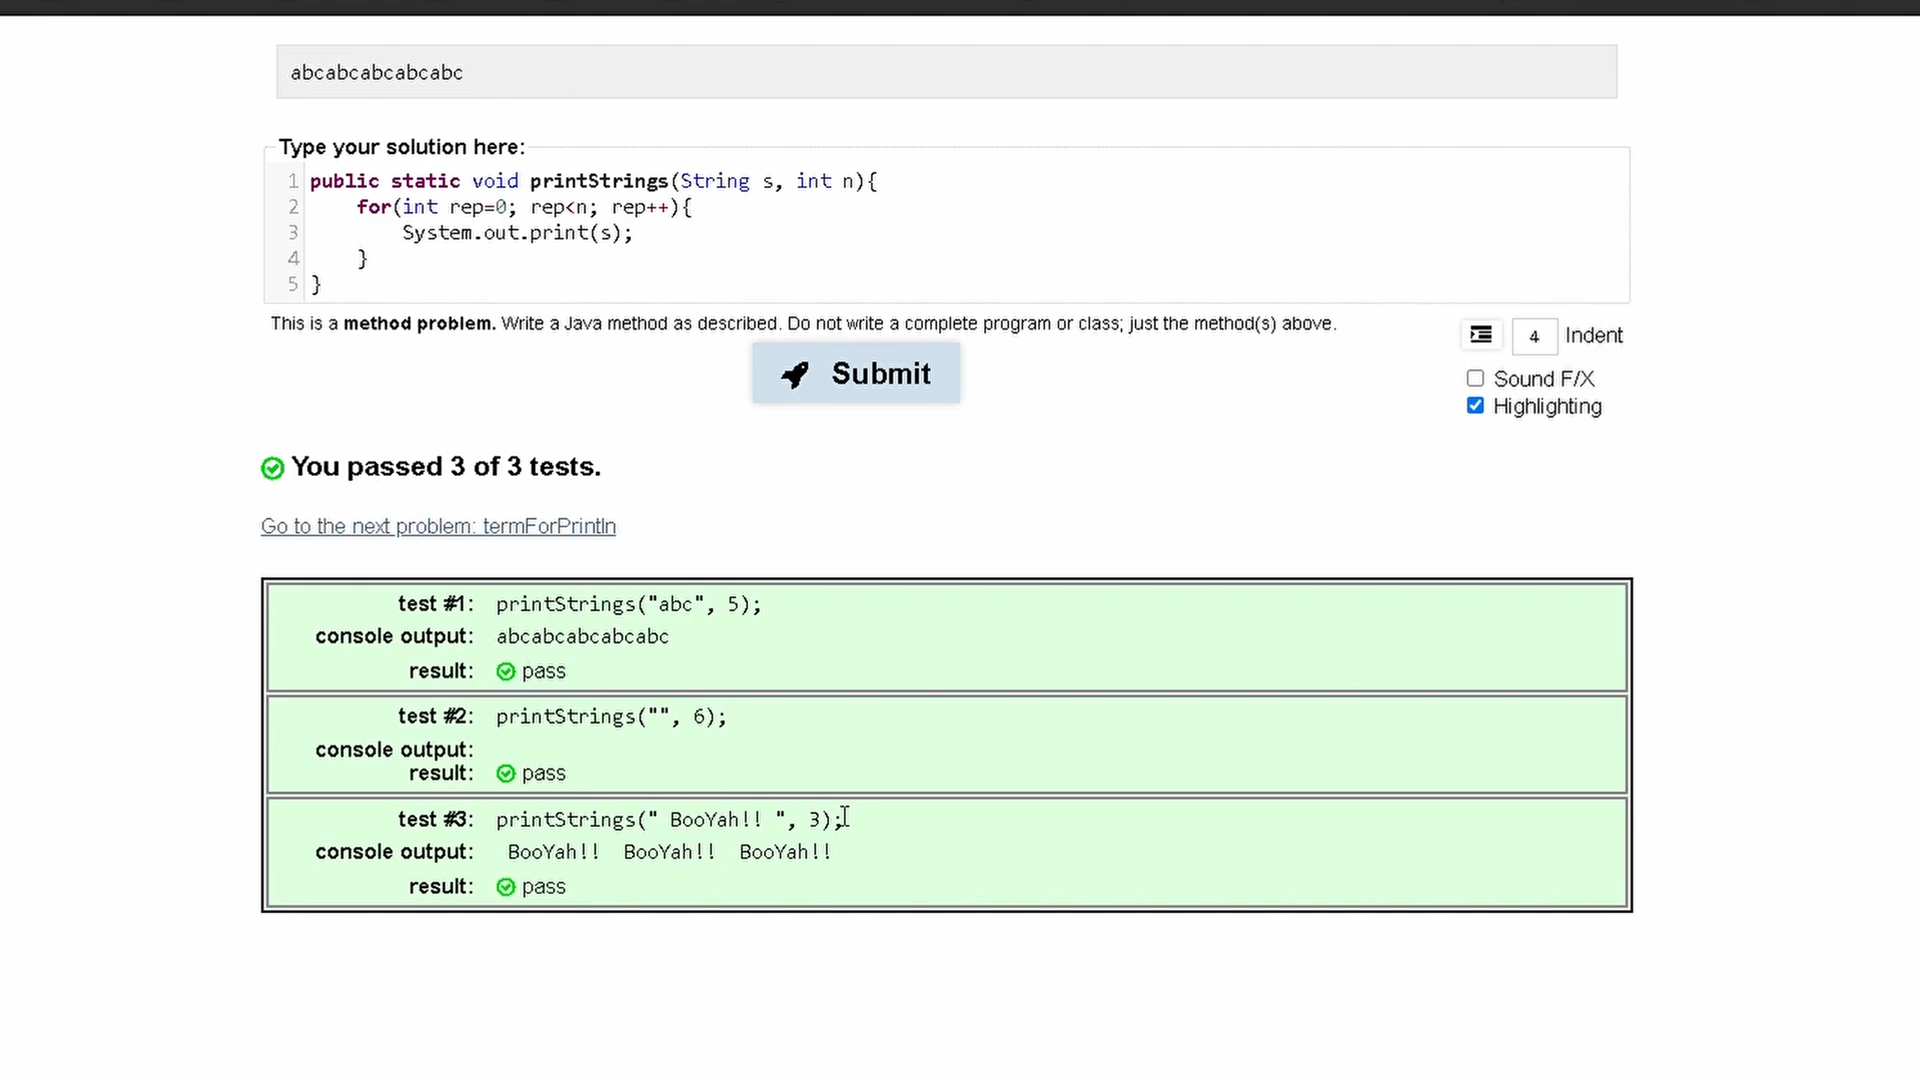 abcabcabcabcabc
Type your solution here:
1 public static void printStrings(String s, int n){
2 for(int rep=0; rep<n; rep++){
3 System.out.print(s);
4 }
5 }
This is a method problem. Write a Java method as described. Do not write a complete program or class; just the method(s) above.
4 Indent
Submit
Sound F/X
Highlighting
You passed 3 of 3 tests.
Go to the next problem: termForPrintln
test #1: printStrings("abc", 5);
console output: abcabcabcabcabc
result: pass
test #2: printStrings("", 6);
console output:
result: pass
test #3: printStrings(" BooYah!! ", 3);
console output: BooYah!!  BooYah!!  BooYah!!
result: pass